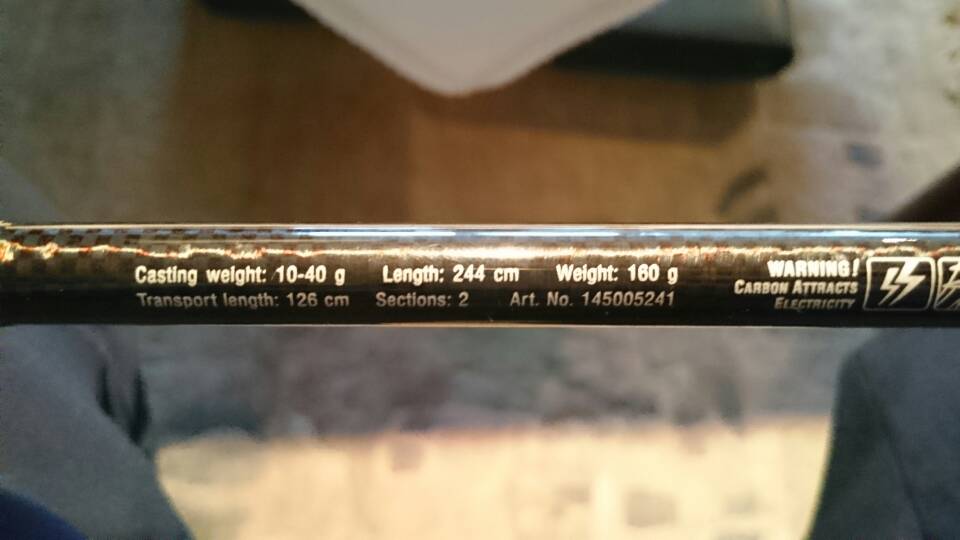 Casting weight: 10-40 g Length: 244 cm Weight: 160 g
Transport length: 126 cm Sections: 2 Art. No. 145005241
WARNING!
CARBON ATTRACTS
ELECTRICITY